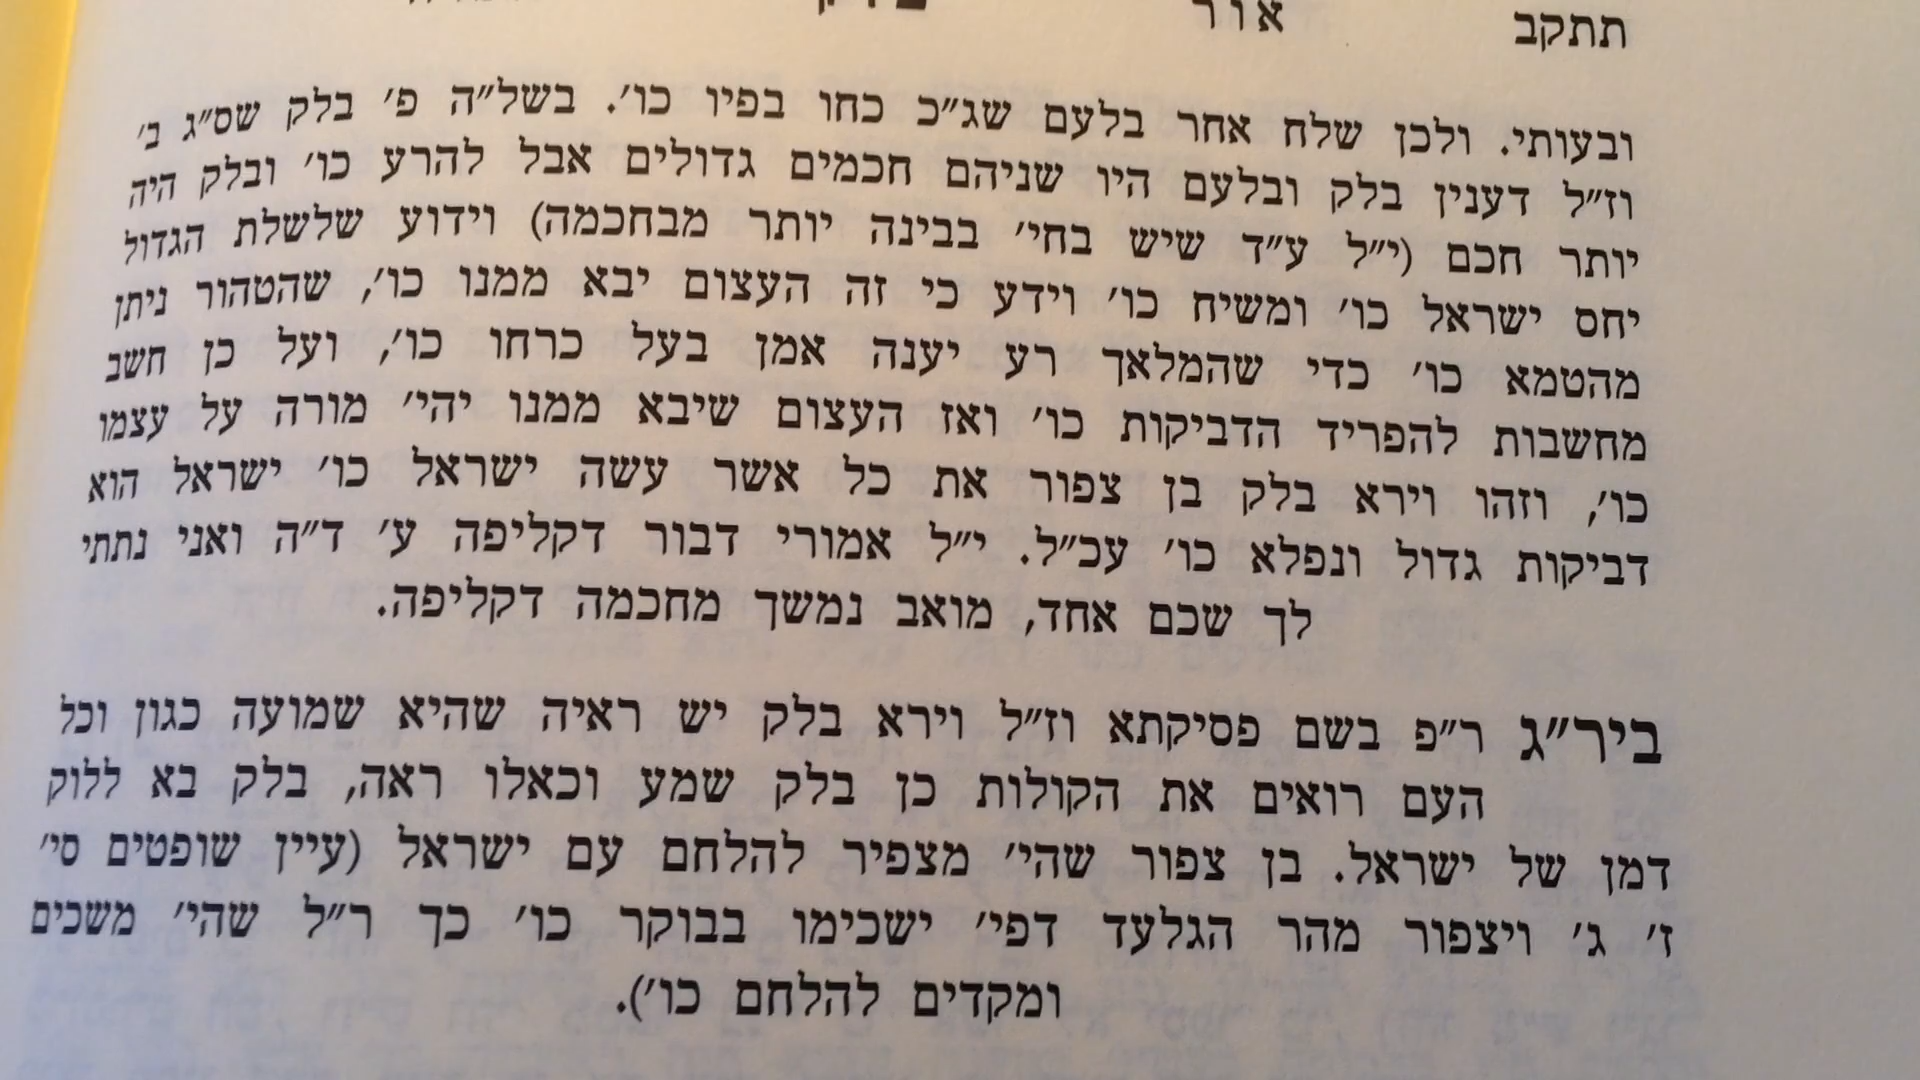 תתקב אור
ובעותי. ולכן שלח אחר בלעם שג״כ כחו בפיו כו׳. בשל״ה פ׳ בלק שס״ג ב׳
וז״ל דענין בלק ובלעם היו שניהם חכמים גדולים אבל להרע כו׳ ובלק היה
יותר חכם (י״ל ע״ד שיש בחי׳ בבינה יותר מבחכמה) וידוע שלשלת הגדול
יחס ישראל כו׳ ומשיח כו׳ וידע כי זה העצום יבא ממנו כו׳, שהטהור ניתן
מהטמא כו׳ כדי שהמלאך רע יענה אמן בעל כרחו כו׳, ועל כן חשב
מחשבות להפריד הדביקות כו׳ ואז העצום שיבא ממנו יהי׳ מורה על עצמו
כו׳, וזהו וירא בלק בן צפור את כל אשר עשה ישראל כו׳ ישראל הוא
דביקות גדול ונפלא כו׳ עכ״ל. י״ל אמורי דבור דקליפה ע׳ ד״ה ואני נתתי
לך שכם אחד, מואב נמשך מחכמה דקליפה.
ביר״ג ר״פ בשם פסיקתא וז״ל וירא בלק יש ראיה שהיא שמועה כגון וכל
העם רואים את הקולות כן בלק שמע וכאלו ראה, בלק בא ללוק
דמן של ישראל. בן צפור שהי׳ מצפיר להלחם עם ישראל (עיין שופטים סי׳
ז׳ ג׳ ויצפור מהר הגלעד דפי׳ ישכימו בבוקר כו׳ כך ר״ל שהי׳ משכים
ומקדים להלחם כו׳).